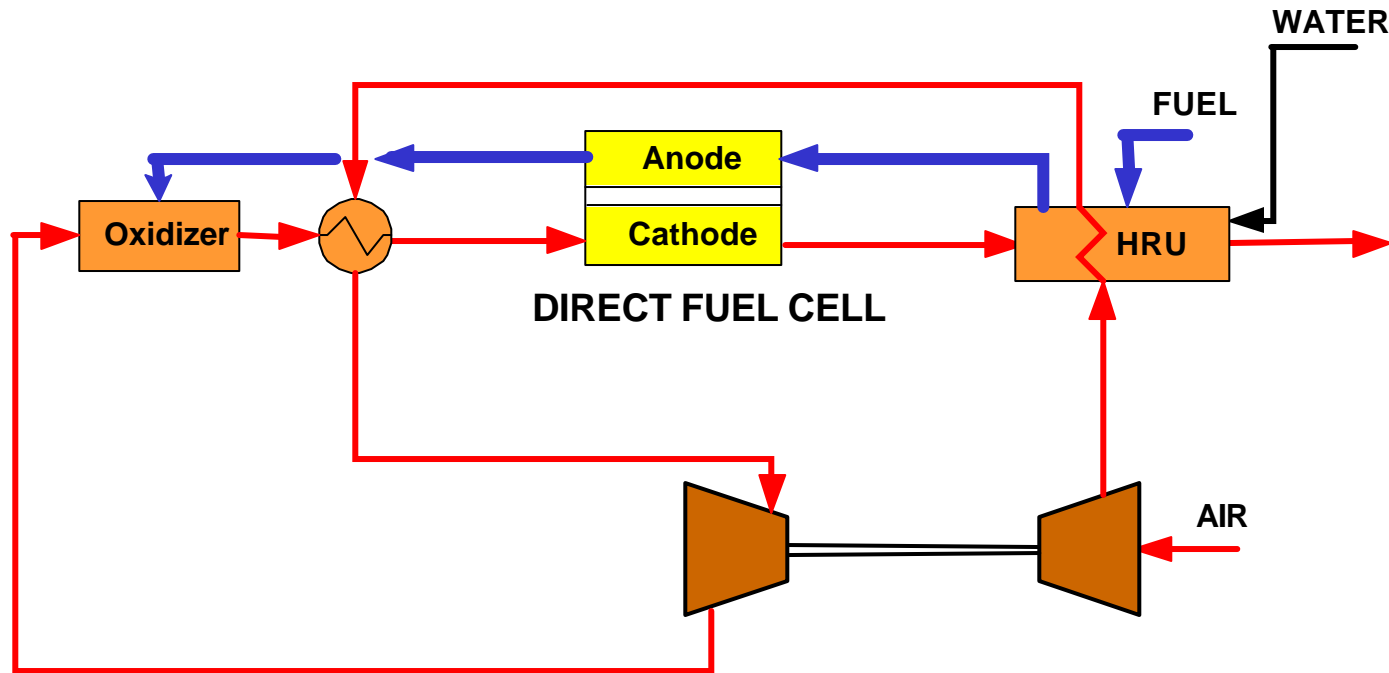 WATER
FUEL
Anode
Oxidizer
Cathode
HRU
DIRECT FUEL CELL
AIR